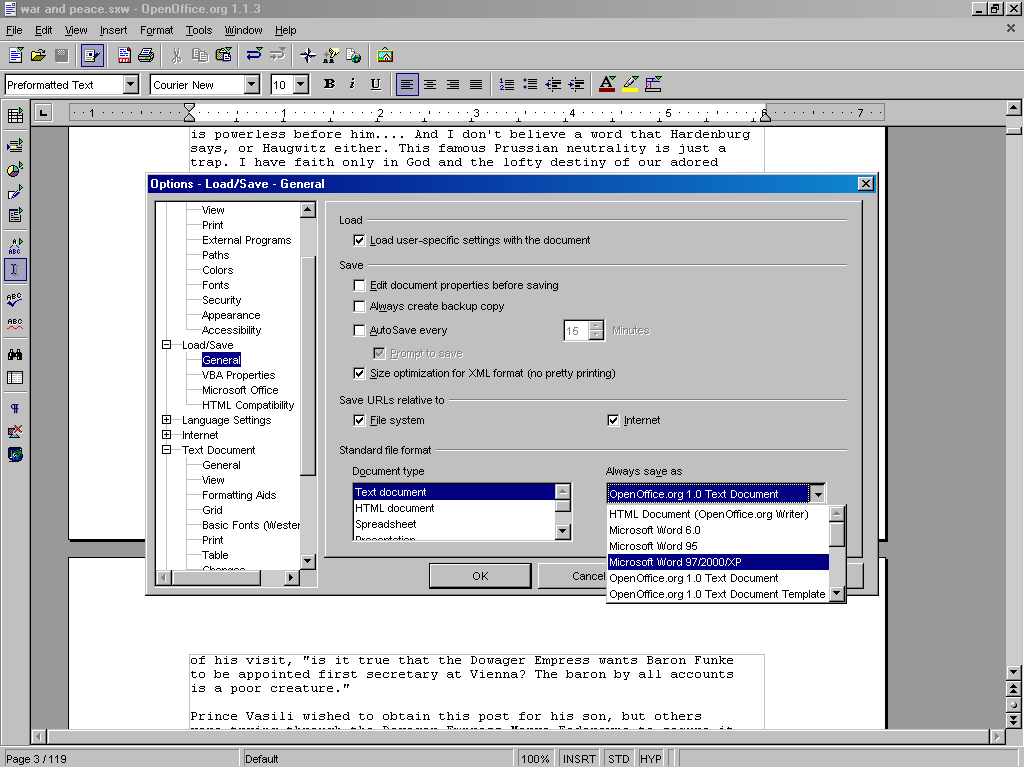 war and peace.sxw - OpenOffice.org 1.1.3
File Edit View Insert Format Tools Window Help
Preformatted Text Courier New 10 B i U
1 1 2 3 4 5 6 7
is powerless before him.... And I don't believe a word that Hardenburg
says, or Haugwitz either. This famous Prussian neutrality is just a
trap. I have faith only in God and the lofty destiny of our adored
Options - Load/Save - General
View
Print
External Programs
Paths
Colors
Fonts
Security
Appearance
Accessibility
Load/Save
General
VBA Properties
Microsoft Office
HTML Compatibility
Language Settings
Internet
Text Document
General
View
Formatting Aids
Grid
Basic Fonts (Wester
Print
Table
Changes
Load
Load user-specific settings with the document
Save
Edit document properties before saving
Always create backup copy
AutoSave every 15 Minutes
Prompt to save
Size optimization for XML format (no pretty printing)
Save URLs relative to
File system Internet
Standard file format
Document type
Text document
HTML document
Spreadsheet
Presentation
Always save as
OpenOffice.org 1.0 Text Document
HTML Document (OpenOffice.org Writer)
Microsoft Word 6.0
Microsoft Word 95
Microsoft Word 97/2000/XP
OpenOffice.org 1.0 Text Document
OpenOffice.org 1.0 Text Document Template
OK Cancel
of his visit, "is it true that the Dowager Empress wants Baron Funke
to be appointed first secretary at Vienna? The baron by all accounts
is a poor creature."
Prince Vasili wished to obtain this post for his son, but others
were trying through the Dowager Empress Marya Fedorovna to secure it
Page 3 / 119 Default 100% INSRT STD HYP